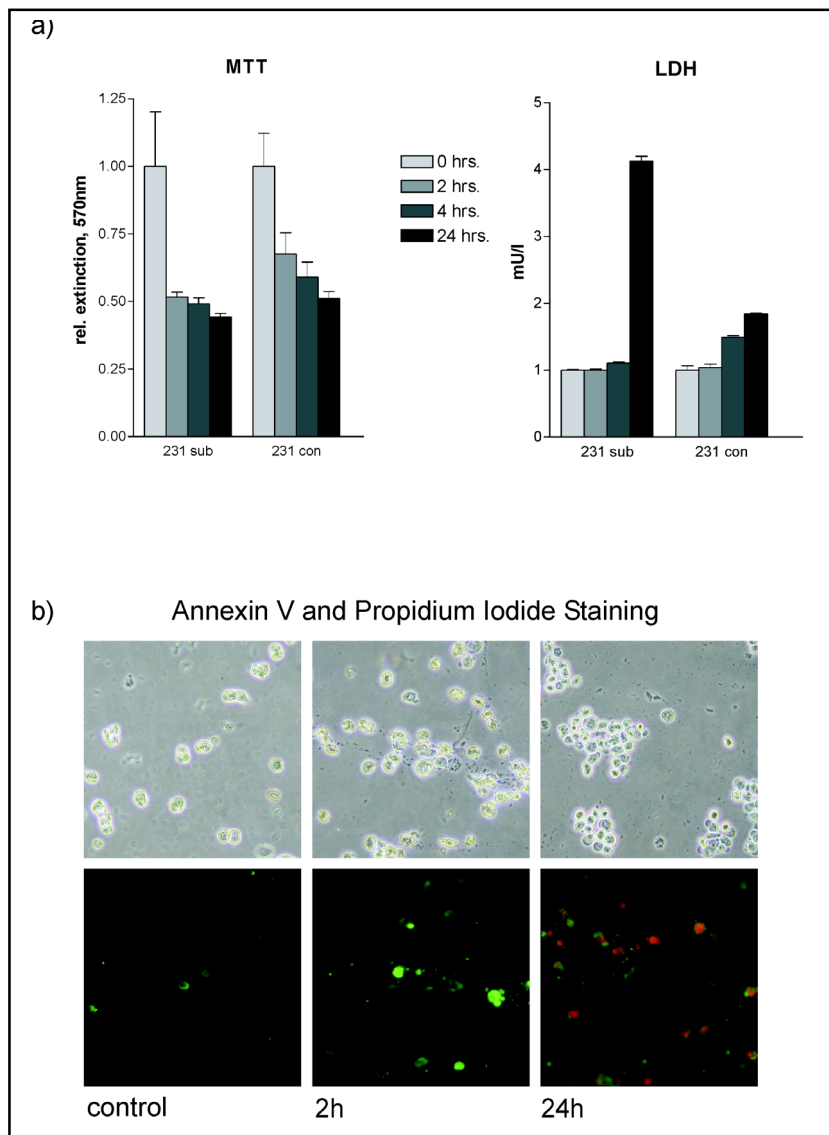 a)
MTT
rel. extinction, 570nm
1.25
1.00
0.75
0.50
0.25
0.00
231 sub
231 con
0 hrs.
2 hrs.
4 hrs.
24 hrs.
LDH
mU/l
5
4
3
2
1
0
231 sub
231 con
b)
Annexin V and Propidium Iodide Staining
control
2h
24h